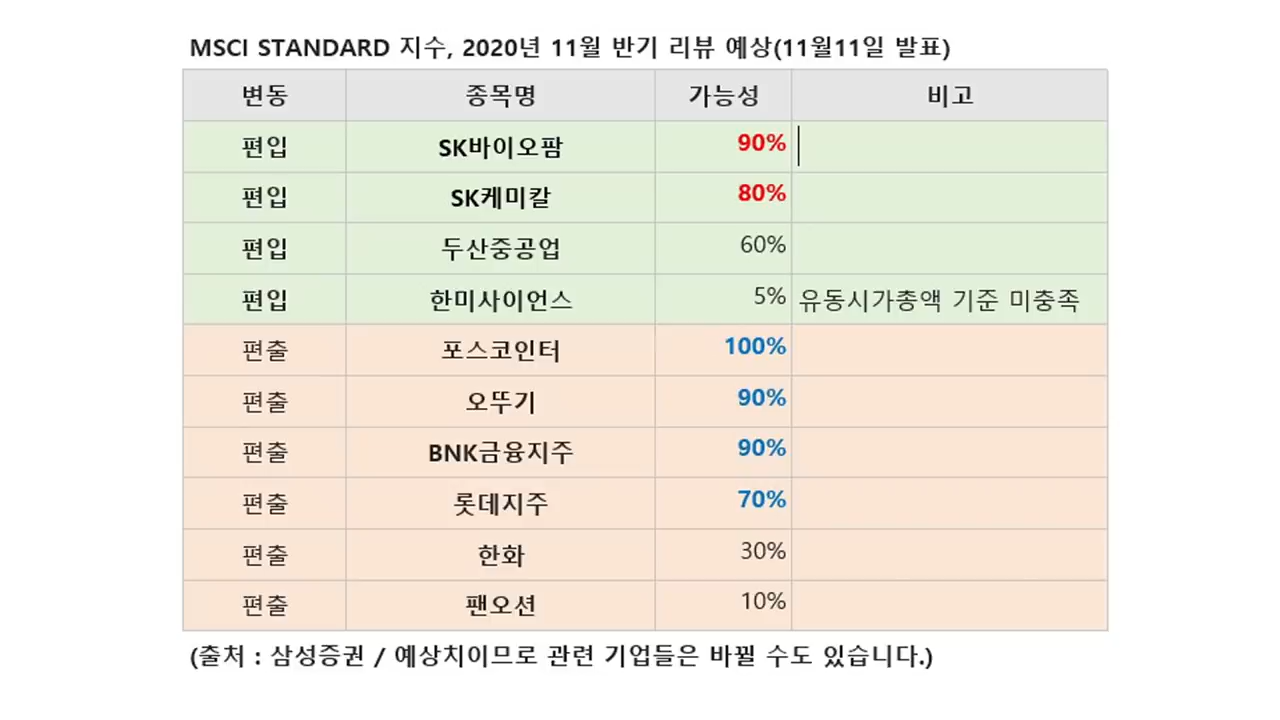 MSCI STANDARD 지수, 2020년 11월 반기 리뷰 예상(11월11일 발표)
변동 종목명 가능성 비고
편입 SK바이오팜 90%
편입 SK케미칼 80%
편입 두산중공업 60%
편입 한미사이언스 5% 유동시가총액 기준 미충족
편출 포스코인터 100%
편출 오뚜기 90%
편출 BNK금융지주 90%
편출 롯데지주 70%
편출 한화 30%
편출 팬오션 10%
(출처 : 삼성증권 / 예상치이므로 관련 기업들은 바뀔 수도 있습니다.)